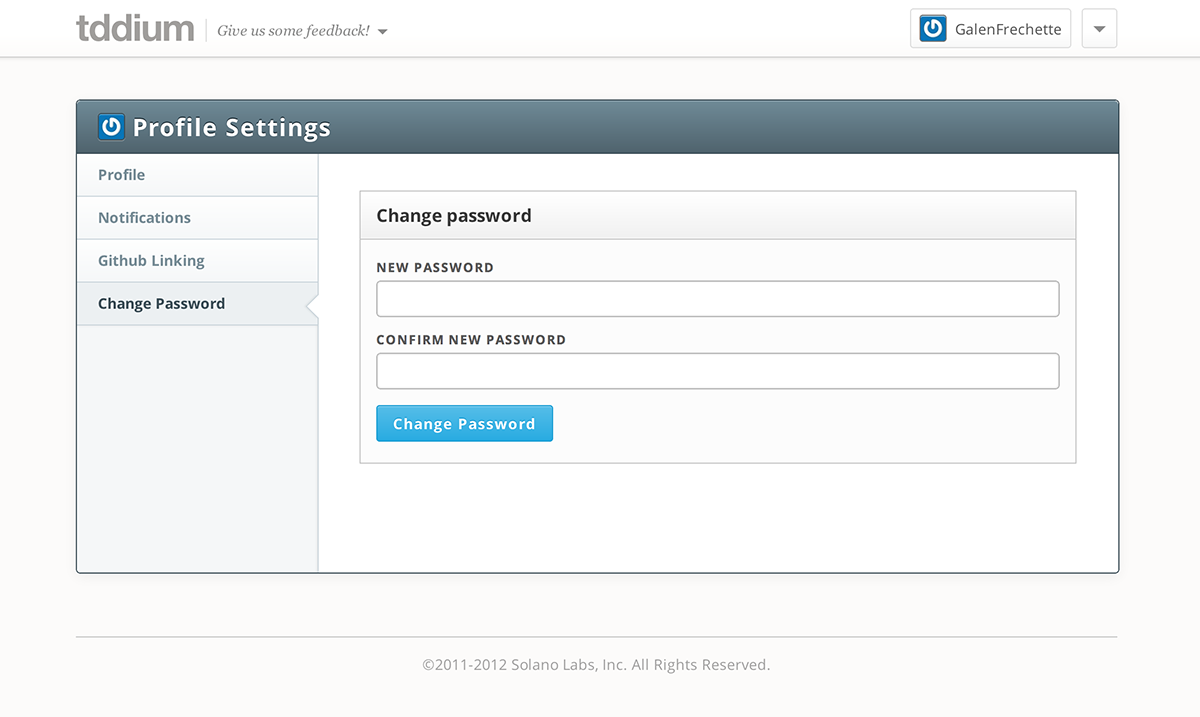 tddium
Give us some feedback!
GalenFrechette
Profile Settings
Profile
Notifications
Github Linking
Change Password
Change password
NEW PASSWORD
CONFIRM NEW PASSWORD
Change Password
©2011-2012 Solano Labs, Inc. All Rights Reserved.